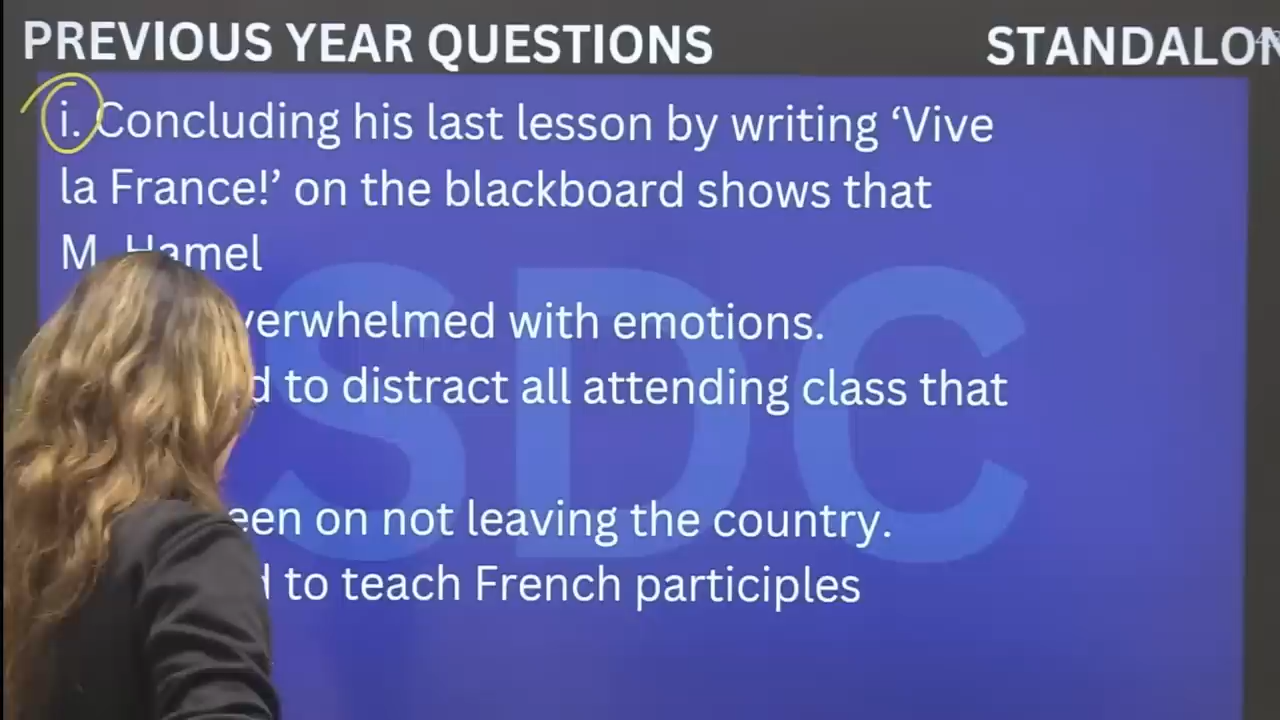 PREVIOUS YEAR QUESTIONS
STANDALON
i. Concluding his last lesson by writing ‘Vive
la France!’ on the blackboard shows that
M. Hamel
verwhelmed with emotions.
d to distract all attending class that
een on not leaving the country.
d to teach French participles
SDC